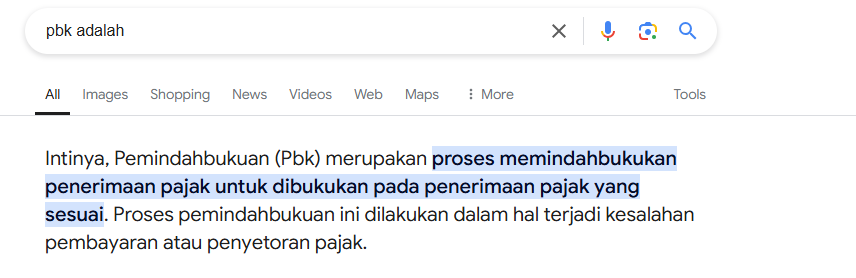 pbk adalah
All Images Shopping News Videos Web Maps More Tools
Intinya, Pemindahbukuan (Pbk) merupakan proses memindahbukukan
penerimaan pajak untuk dibukukan pada penerimaan pajak yang
sesuai. Proses pemindahbukuan ini dilakukan dalam hal terjadi kesalahan
pembayaran atau penyetoran pajak.